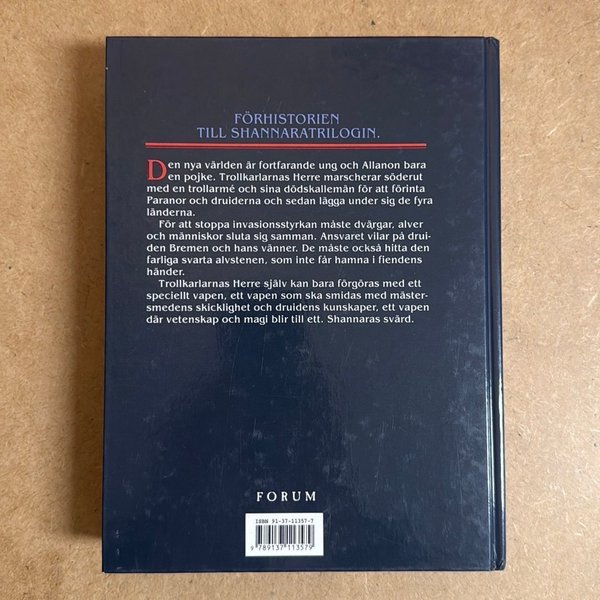 FÖRHISTORIEN
TILL SHANNARATRILOGIN.
Den nya världen är fortfarande ung och Allanon bara
en pojke. Trollkarlarnas Herre marscherar söderut
med en trollarmé och sina dödskallemän för att förinta
Paranor och druiderna och sedan lägga under sig de fyra
länderna.
För att stoppa invasionsstyrkan måste dvärgar, alver
och människor sluta sig samman. Ansvaret vilar på drui-
den Bremen och hans vänner. De måste också hitta den
farliga svarta alvstenen, som inte får hamna i fiendens
händer.
Trollkarlarnas Herre själv kan bara förgöras med ett
speciellt vapen, ett vapen som ska smidas med mäster-
smedens skicklighet och druidens kunskaper, ett vapen
där vetenskap och magi blir till ett. Shannaras svärd.
FORUM
ISBN 91-37-11357-7
9 789137 113579